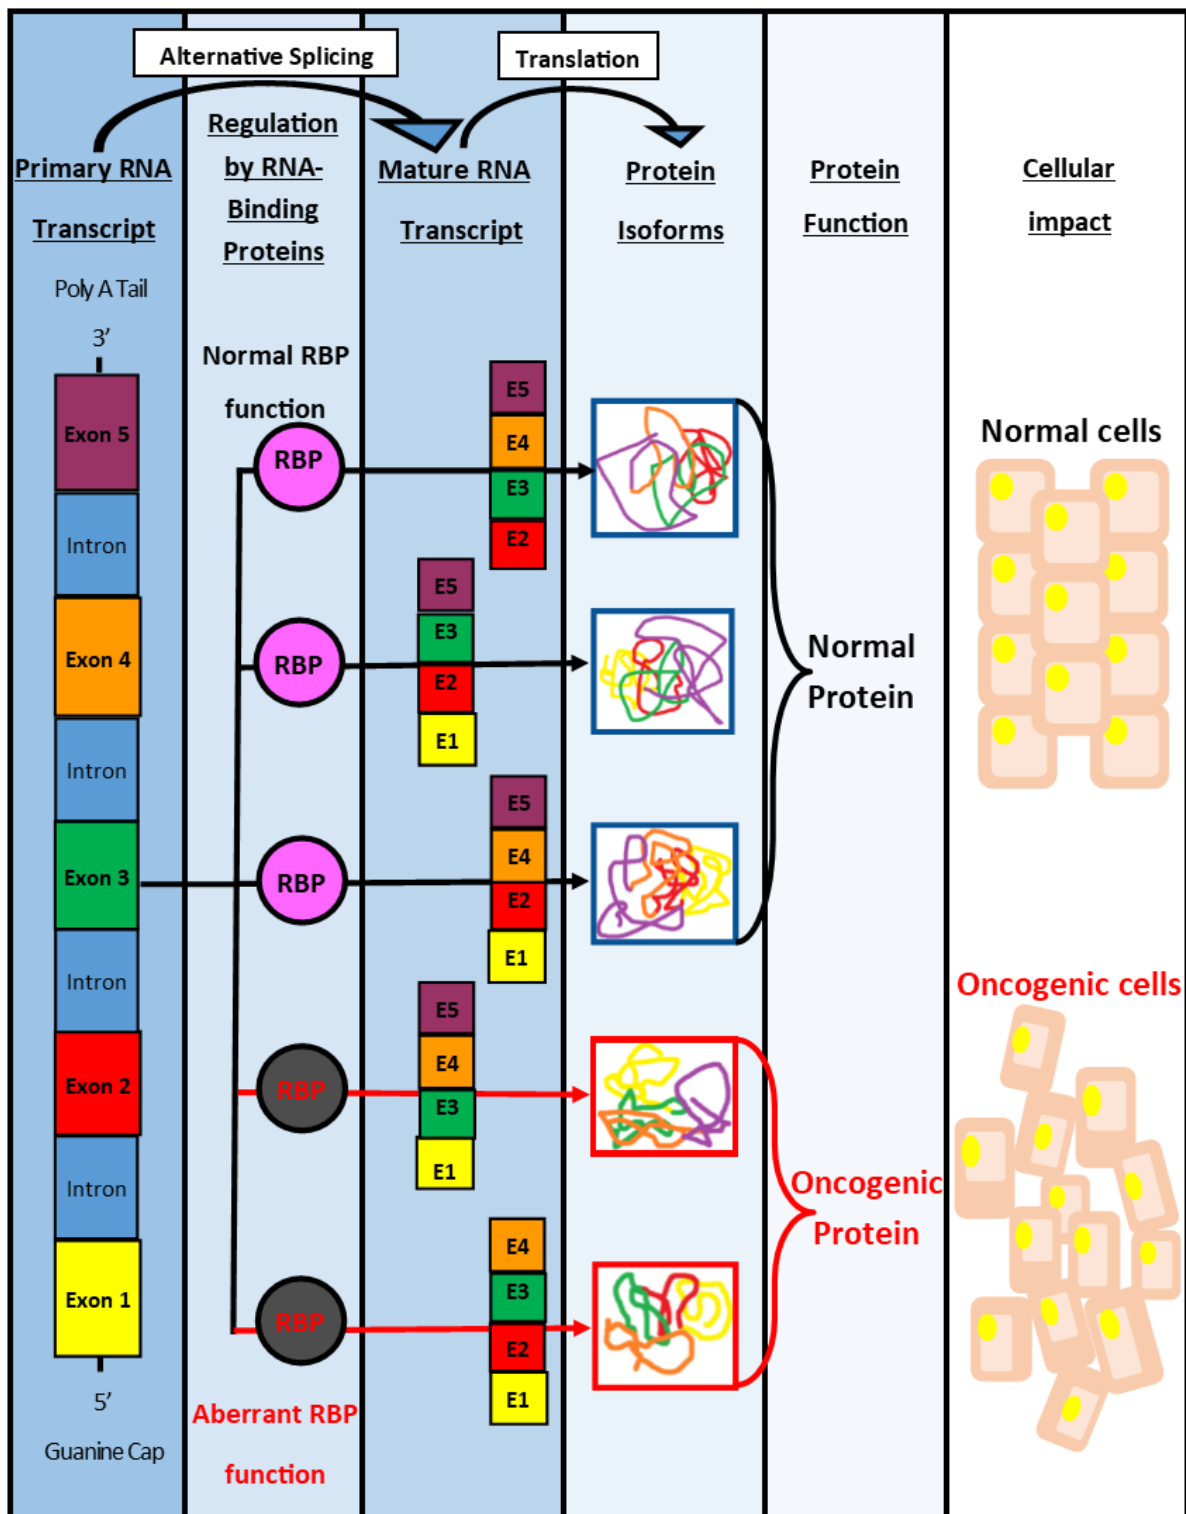 Alternative Splicing
Translation
Primary RNA
Transcript
Regulation
by RNA-
Binding
Proteins
Mature RNA
Transcript
Protein
Isoforms
Protein
Function
Cellular
impact
Poly A Tail
3’
Exon 5
Intron
Exon 4
Intron
Exon 3
Intron
Exon 2
Intron
Exon 1
5’
Guanine Cap
Normal RBP
function
RBP
RBP
RBP
RBP
RBP
Aberrant RBP
function
E5
E4
E3
E2
E5
E3
E2
E1
E5
E4
E2
E1
E5
E4
E3
E1
E4
E3
E2
E1
Normal
Protein
Oncogenic
Protein
Normal cells
Oncogenic cells